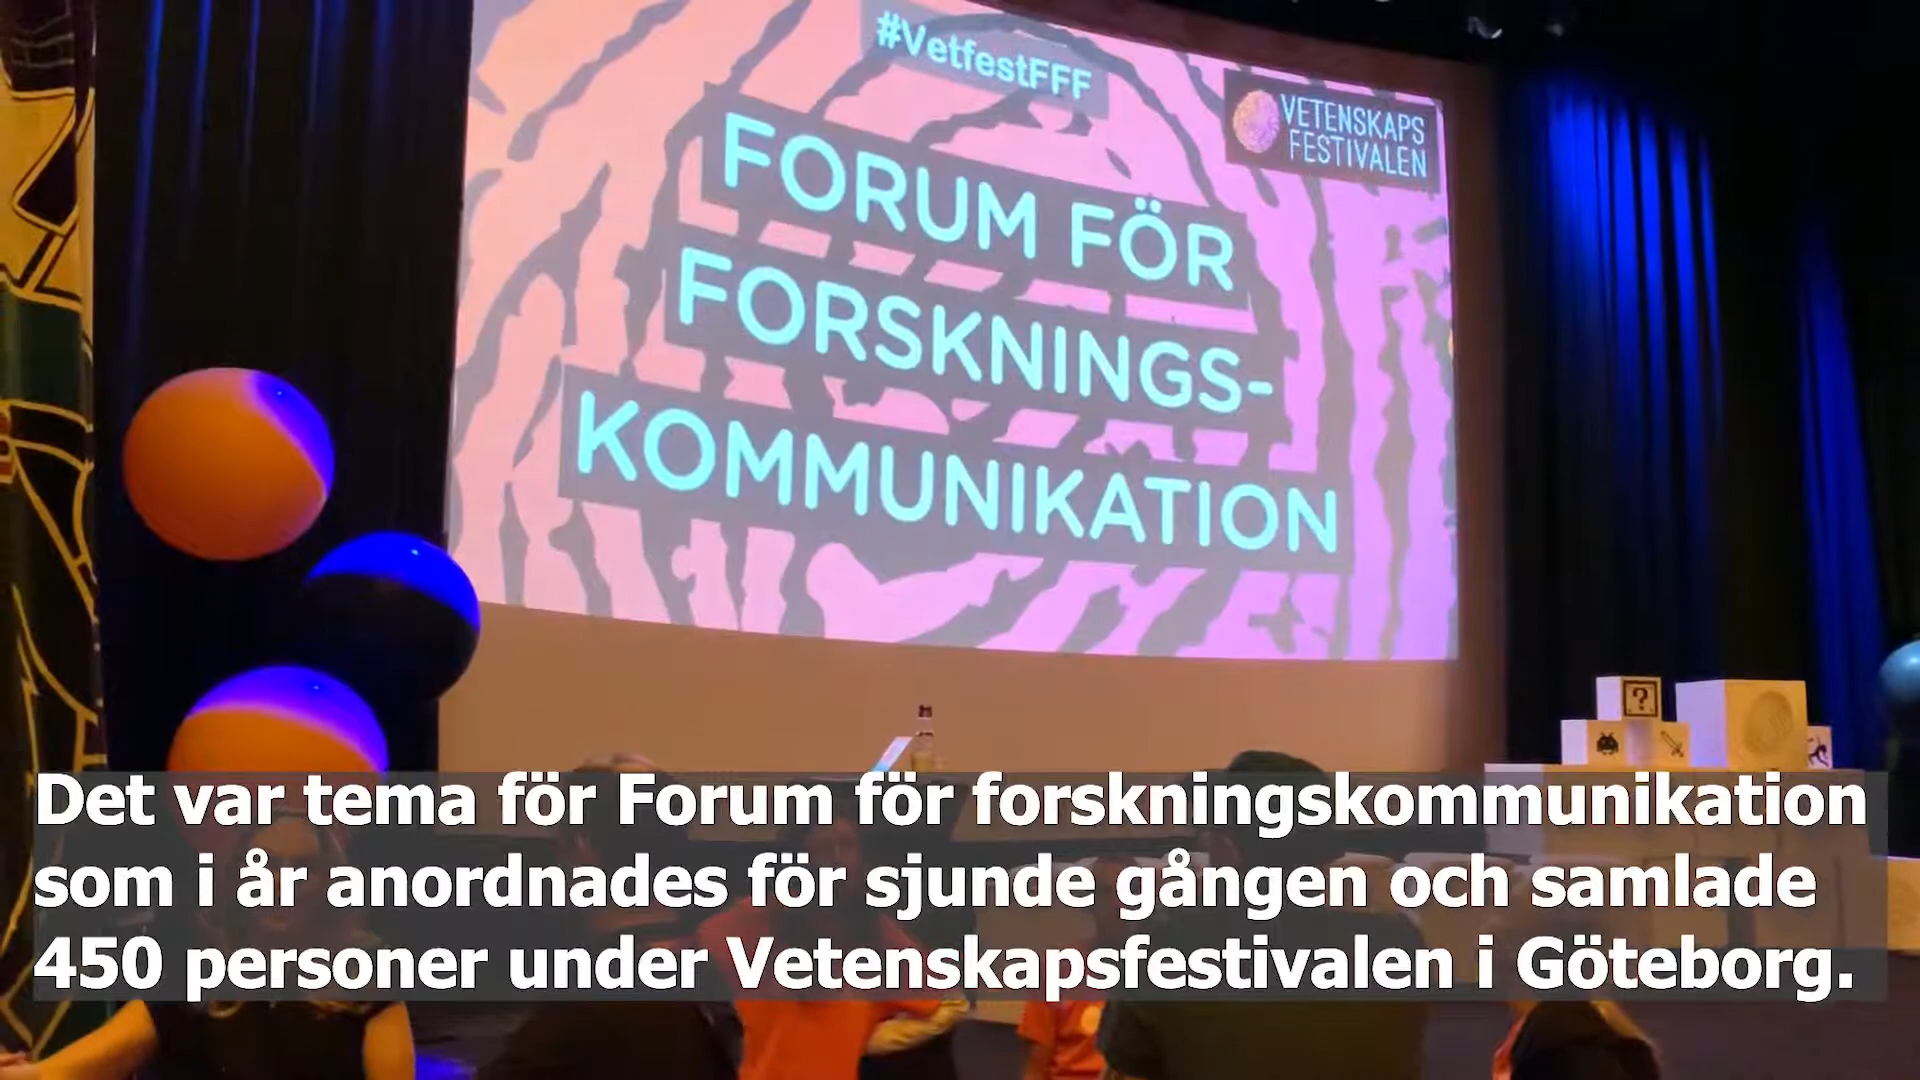 #VetfestFFF
VETENSKAPS
FESTIVALEN
FORUM FÖR
FORSKNINGS-
KOMMUNIKATION
?
Det var tema för Forum för forskningskommunikation
som i år anordnades för sjunde gången och samlade
450 personer under Vetenskapsfestivalen i Göteborg.